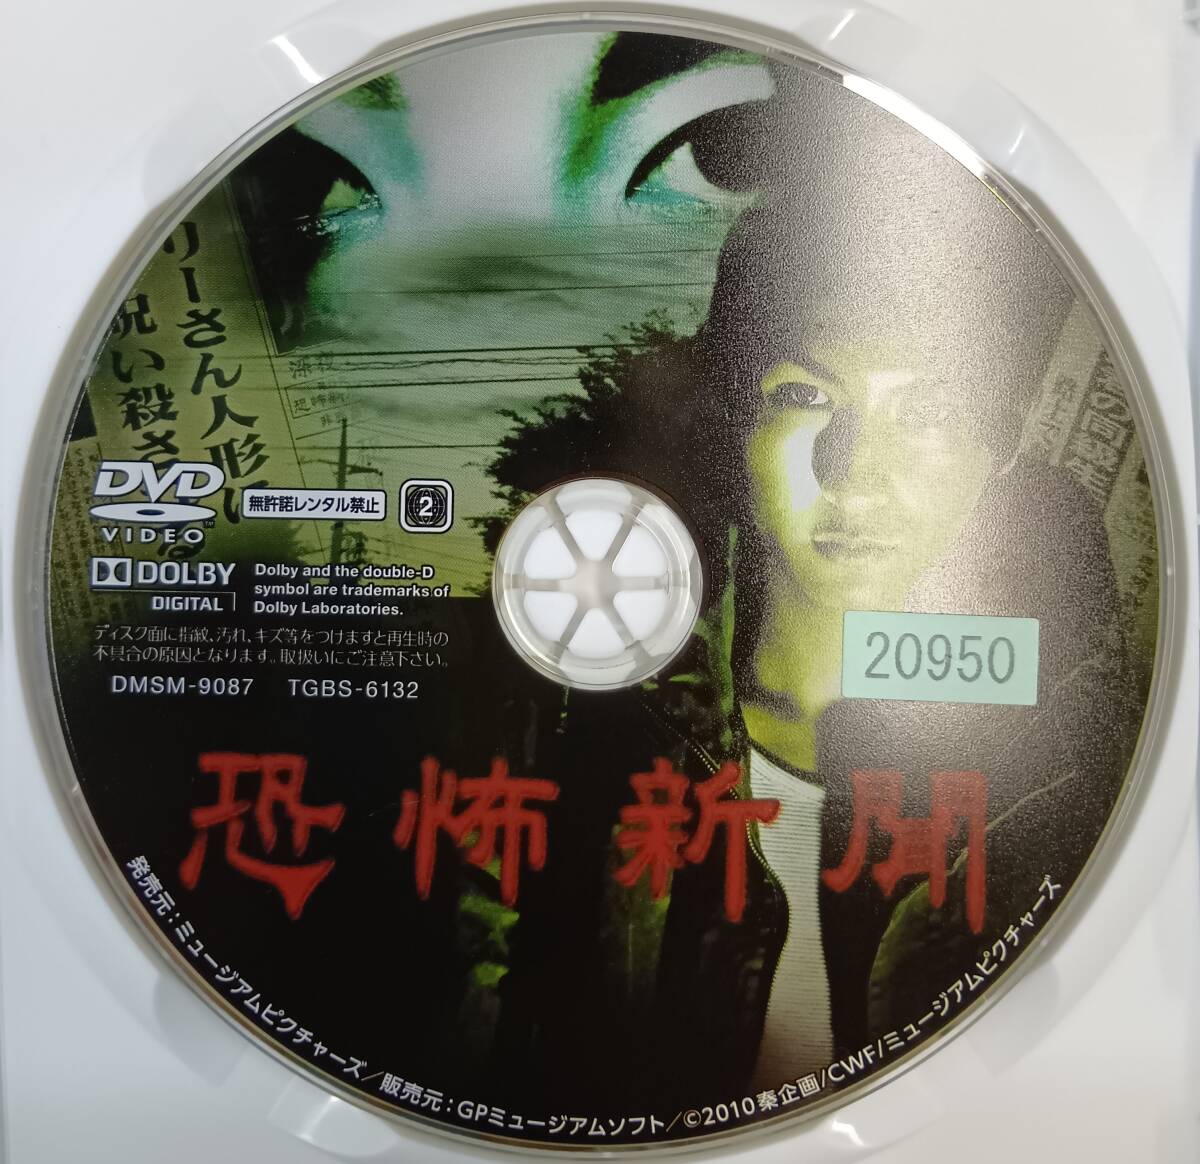 リーさん人形に
呪い殺さ
る
恐怖新
DVD
VIDEO
無許諾レンタル禁止
2
DOLBY
DIGITAL
Dolby and the double-D
symbol are trademarks of
Dolby Laboratories.
ディスク面に指紋、汚れ、キズ等をつけますと再生時の
不具合の原因となります。取扱いにご注意下さい。
DMSM-9087 TGBS-6132
20950
恐怖新聞
発売元:ミュージアムピクチャーズ/販売元:GPミュージアムソフト/©2010秦企画/CWF/ミュージアムピクチャーズ